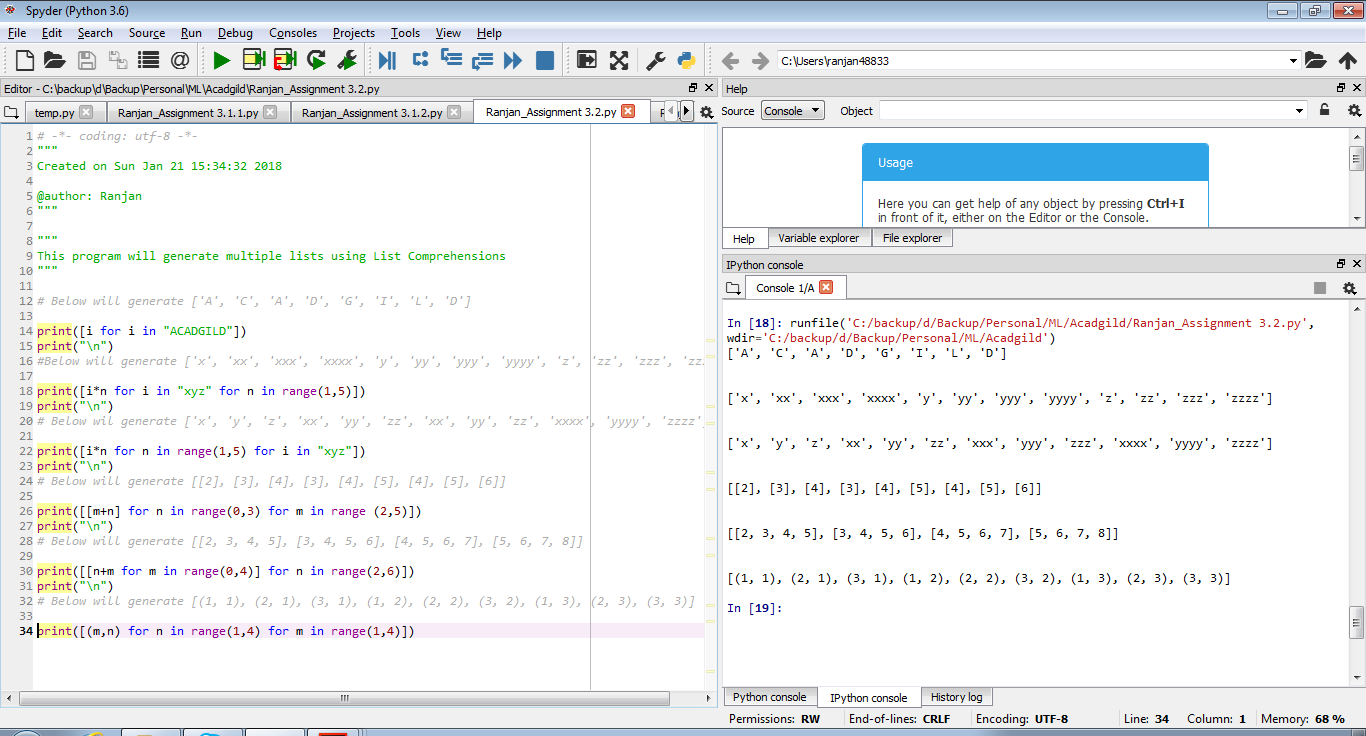 Spyder (Python 3.6)
File Edit Search Source Run Debug Consoles Projects Tools View Help
C:\Users\ranjan48833
Editor - C:\backup\d\Backup\Personal\ML\Acadgild\Ranjan_Assignment 3.2.py
temp.py Ranjan_Assignment 3.1.1.py Ranjan_Assignment 3.1.2.py Ranjan_Assignment 3.2.py
1 # -*- coding: utf-8 -*-
2 """
3 Created on Sun Jan 21 15:34:32 2018
4
5 @author: Ranjan
6 """
7
8 """
9 This program will generate multiple lists using List Comprehensions
10 """
11
12 # Below will generate ['A', 'C', 'A', 'D', 'G', 'I', 'L', 'D']
13
14 print([i for i in "ACADGILD"])
15 print("\n")
16 #Below will generate ['x', 'xx', 'xxx', 'xxxx', 'y', 'yy', 'yyy', 'yyyy', 'z', 'zz', 'zzz', 'zz
17
18 print([i*n for i in "xyz" for n in range(1,5)])
19 print("\n")
20 # Below wil generate ['x', 'y', 'z', 'xx', 'yy', 'zz', 'xx', 'yy', 'zz', 'xxxx', 'yyyy', 'zzzz'
21
22 print([i*n for n in range(1,5) for i in "xyz"])
23 print("\n")
24 # Below will generate [[2], [3], [4], [3], [4], [5], [4], [5], [6]]
25
26 print([[m+n] for n in range(0,3) for m in range (2,5)])
27 print("\n")
28 # Below will generate [[2, 3, 4, 5], [3, 4, 5, 6], [4, 5, 6, 7], [5, 6, 7, 8]]
29
30 print([[n+m for m in range(0,4)] for n in range(2,6)])
31 print("\n")
32 # Below will generate [(1, 1), (2, 1), (3, 1), (1, 2), (2, 2), (3, 2), (1, 3), (2, 3), (3, 3)]
33
34 print([(m,n) for n in range(1,4) for m in range(1,4)])
Help
Source Console Object
Usage
Here you can get help of any object by pressing Ctrl+I
in front of it, either on the Editor or the Console.
Help Variable explorer File explorer
IPython console
Console 1/A
In [18]: runfile('C:/backup/d/Backup/Personal/ML/Acadgild/Ranjan_Assignment 3.2.py',
wdir='C:/backup/d/Backup/Personal/ML/Acadgild')
['A', 'C', 'A', 'D', 'G', 'I', 'L', 'D']
['x', 'xx', 'xxx', 'xxxx', 'y', 'yy', 'yyy', 'yyyy', 'z', 'zz', 'zzz', 'zzzz']
['x', 'y', 'z', 'xx', 'yy', 'zz', 'xxx', 'yyy', 'zzz', 'xxxx', 'yyyy', 'zzzz']
[[2], [3], [4], [3], [4], [5], [4], [5], [6]]
[[2, 3, 4, 5], [3, 4, 5, 6], [4, 5, 6, 7], [5, 6, 7, 8]]
[(1, 1), (2, 1), (3, 1), (1, 2), (2, 2), (3, 2), (1, 3), (2, 3), (3, 3)]
In [19]:
Python console IPython console History log
Permissions: RW End-of-lines: CRLF Encoding: UTF-8 Line: 34 Column: 1 Memory: 68 %